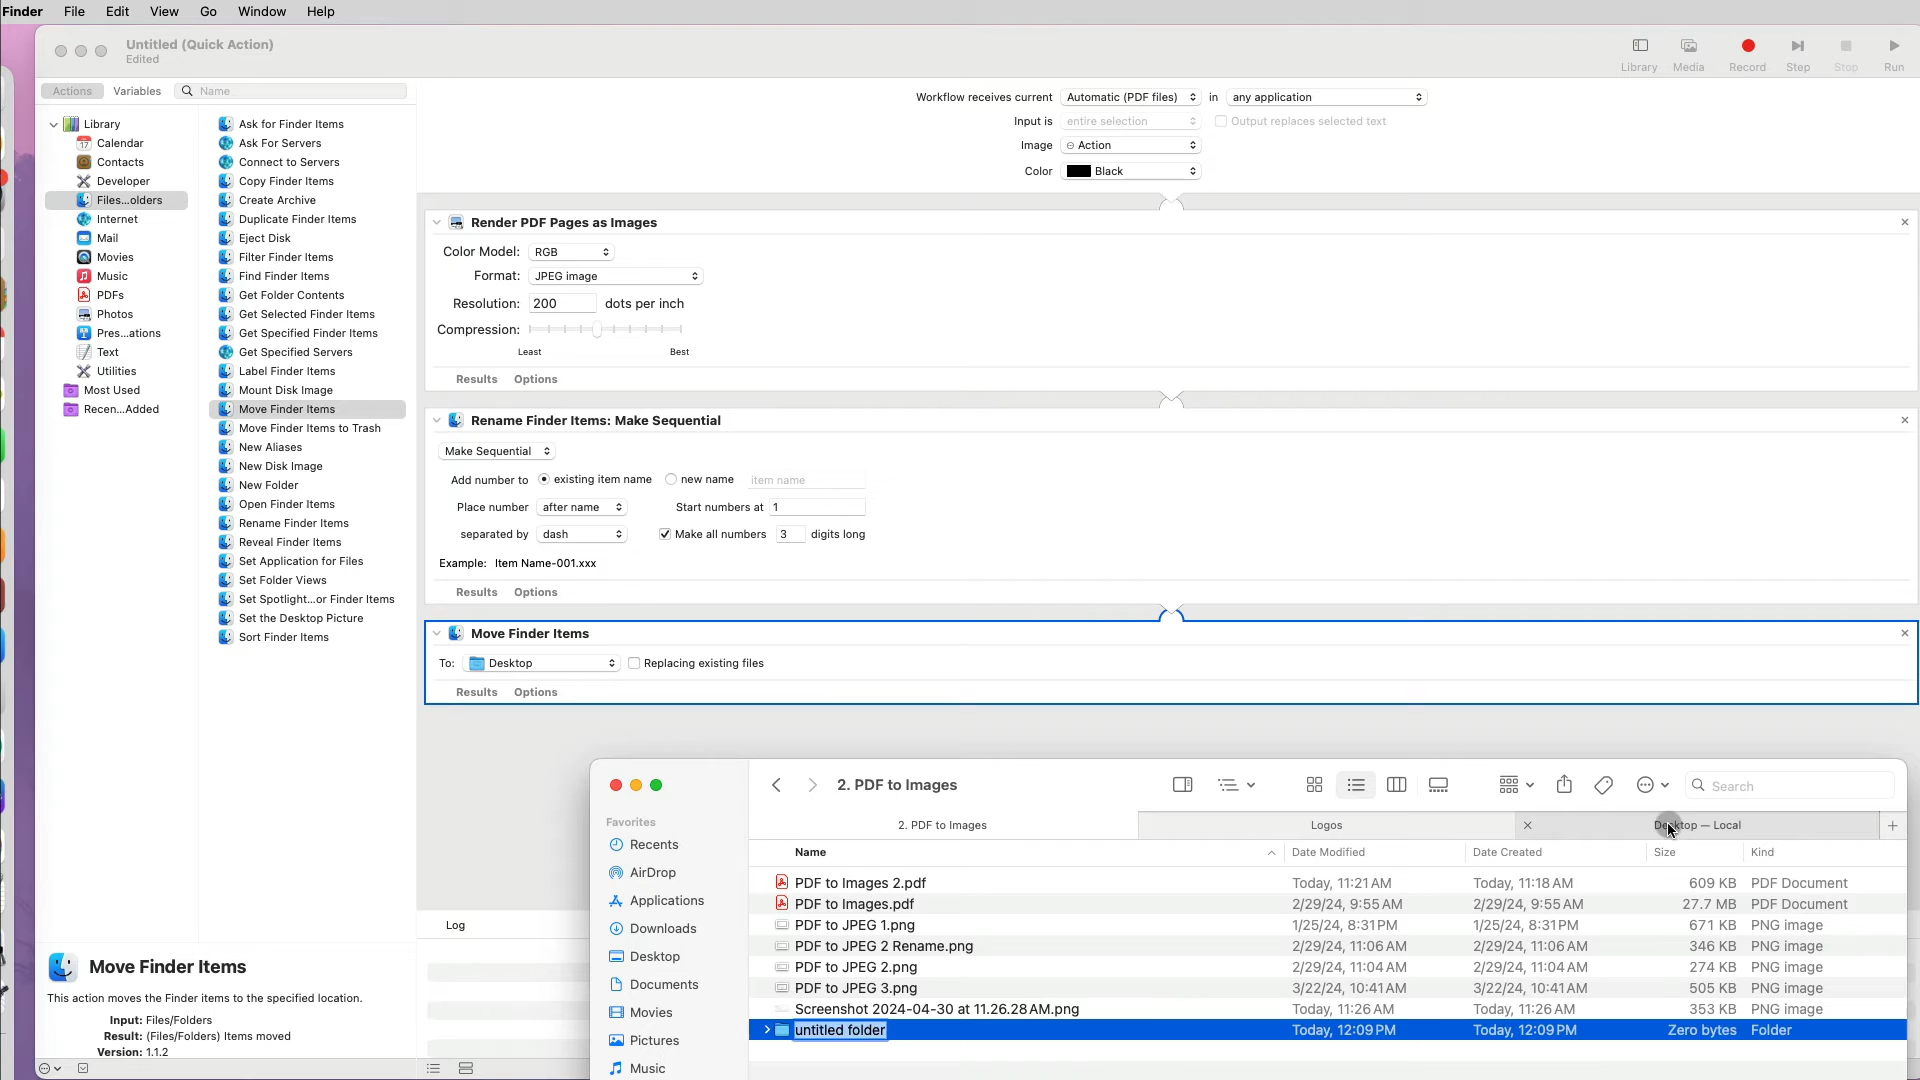 Finder File Edit View Go Window Help
Untitled (Quick Action)
Edited
Library Media Record Step Stop Run
Actions Variables Name
Library
Calendar
Contacts
Developer
Files...olders
Internet
Mail
Movies
Music
PDFs
Photos
Pres...ations
Text
Utilities
Most Used
Recen...Added
Ask for Finder Items
Ask For Servers
Connect to Servers
Copy Finder Items
Create Archive
Duplicate Finder Items
Eject Disk
Filter Finder Items
Find Finder Items
Get Folder Contents
Get Selected Finder Items
Get Specified Finder Items
Get Specified Servers
Label Finder Items
Mount Disk Image
Move Finder Items
Move Finder Items to Trash
New Aliases
New Disk Image
New Folder
Open Finder Items
Rename Finder Items
Reveal Finder Items
Set Application for Files
Set Folder Views
Set Spotlight...or Finder Items
Set the Desktop Picture
Sort Finder Items
Move Finder Items
This action moves the Finder items to the specified location.
Input: Files/Folders
Result: (Files/Folders) Items moved
Version: 1.1.2
Workflow receives current Automatic (PDF files) in any application
Input is entire selection Output replaces selected text
Image Action
Color Black
Render PDF Pages as Images
Color Model: RGB
Format: JPEG image
Resolution: 200 dots per inch
Compression:
Least Best
Results Options
Rename Finder Items: Make Sequential
Make Sequential
Add number to existing item name new name item name
Place number after name Start numbers at 1
separated by dash Make all numbers 3 digits long
Example: Item Name-001.xxx
Results Options
Move Finder Items
To: Desktop Replacing existing files
Results Options
Log
2. PDF to Images Search
Favorites
Recents
AirDrop
Applications
Downloads
Desktop
Documents
Movies
Pictures
Music
2. PDF to Images Logos Desktop — Local
Name Date Modified Date Created Size Kind
PDF to Images 2.pdf Today, 11:21 AM Today, 11:18 AM 609 KB PDF Document
PDF to Images.pdf 2/29/24, 9:55 AM 2/29/24, 9:55 AM 27.7 MB PDF Document
PDF to JPEG 1.png 1/25/24, 8:31 PM 1/25/24, 8:31 PM 671 KB PNG image
PDF to JPEG 2 Rename.png 2/29/24, 11:06 AM 2/29/24, 11:06 AM 346 KB PNG image
PDF to JPEG 2.png 2/29/24, 11:04 AM 2/29/24, 11:04 AM 274 KB PNG image
PDF to JPEG 3.png 3/22/24, 10:41 AM 3/22/24, 10:41 AM 505 KB PNG image
Screenshot 2024-04-30 at 11.26.28 AM.png Today, 11:26 AM Today, 11:26 AM 353 KB PNG image
untitled folder Today, 12:09 PM Today, 12:09 PM Zero bytes Folder